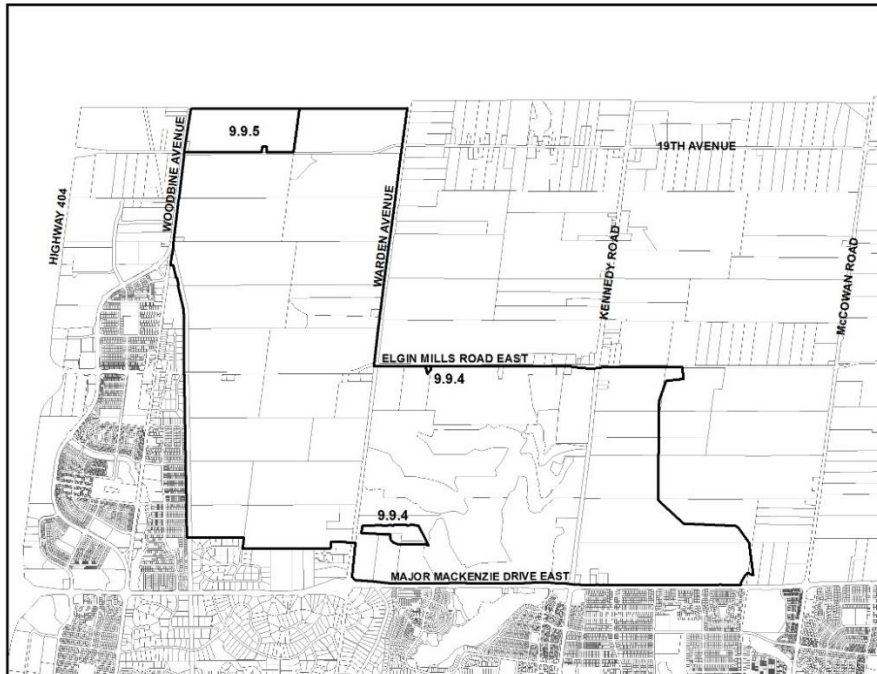 9.9.5
19TH AVENUE
WOODBINE AVENUE
HIGHWAY 404
WARDEN AVENUE
KENNEDY ROAD
McCOWAN ROAD
ELGIN MILLS ROAD EAST
9.9.4
9.9.4
MAJOR MACKENZIE DRIVE EAST